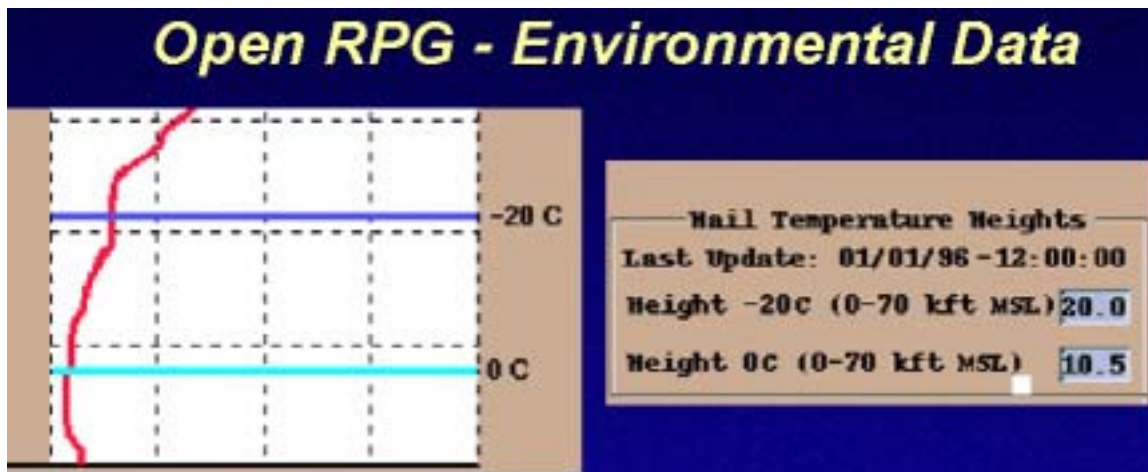 Open RPG - Environmental Data
-20 C
0 C
Hail Temperature Heights
Last Update: 01/01/96-12:00:00
Height -20C (0-70 kft MSL) 20.0
Height 0C (0-70 kft MSL) 10.5